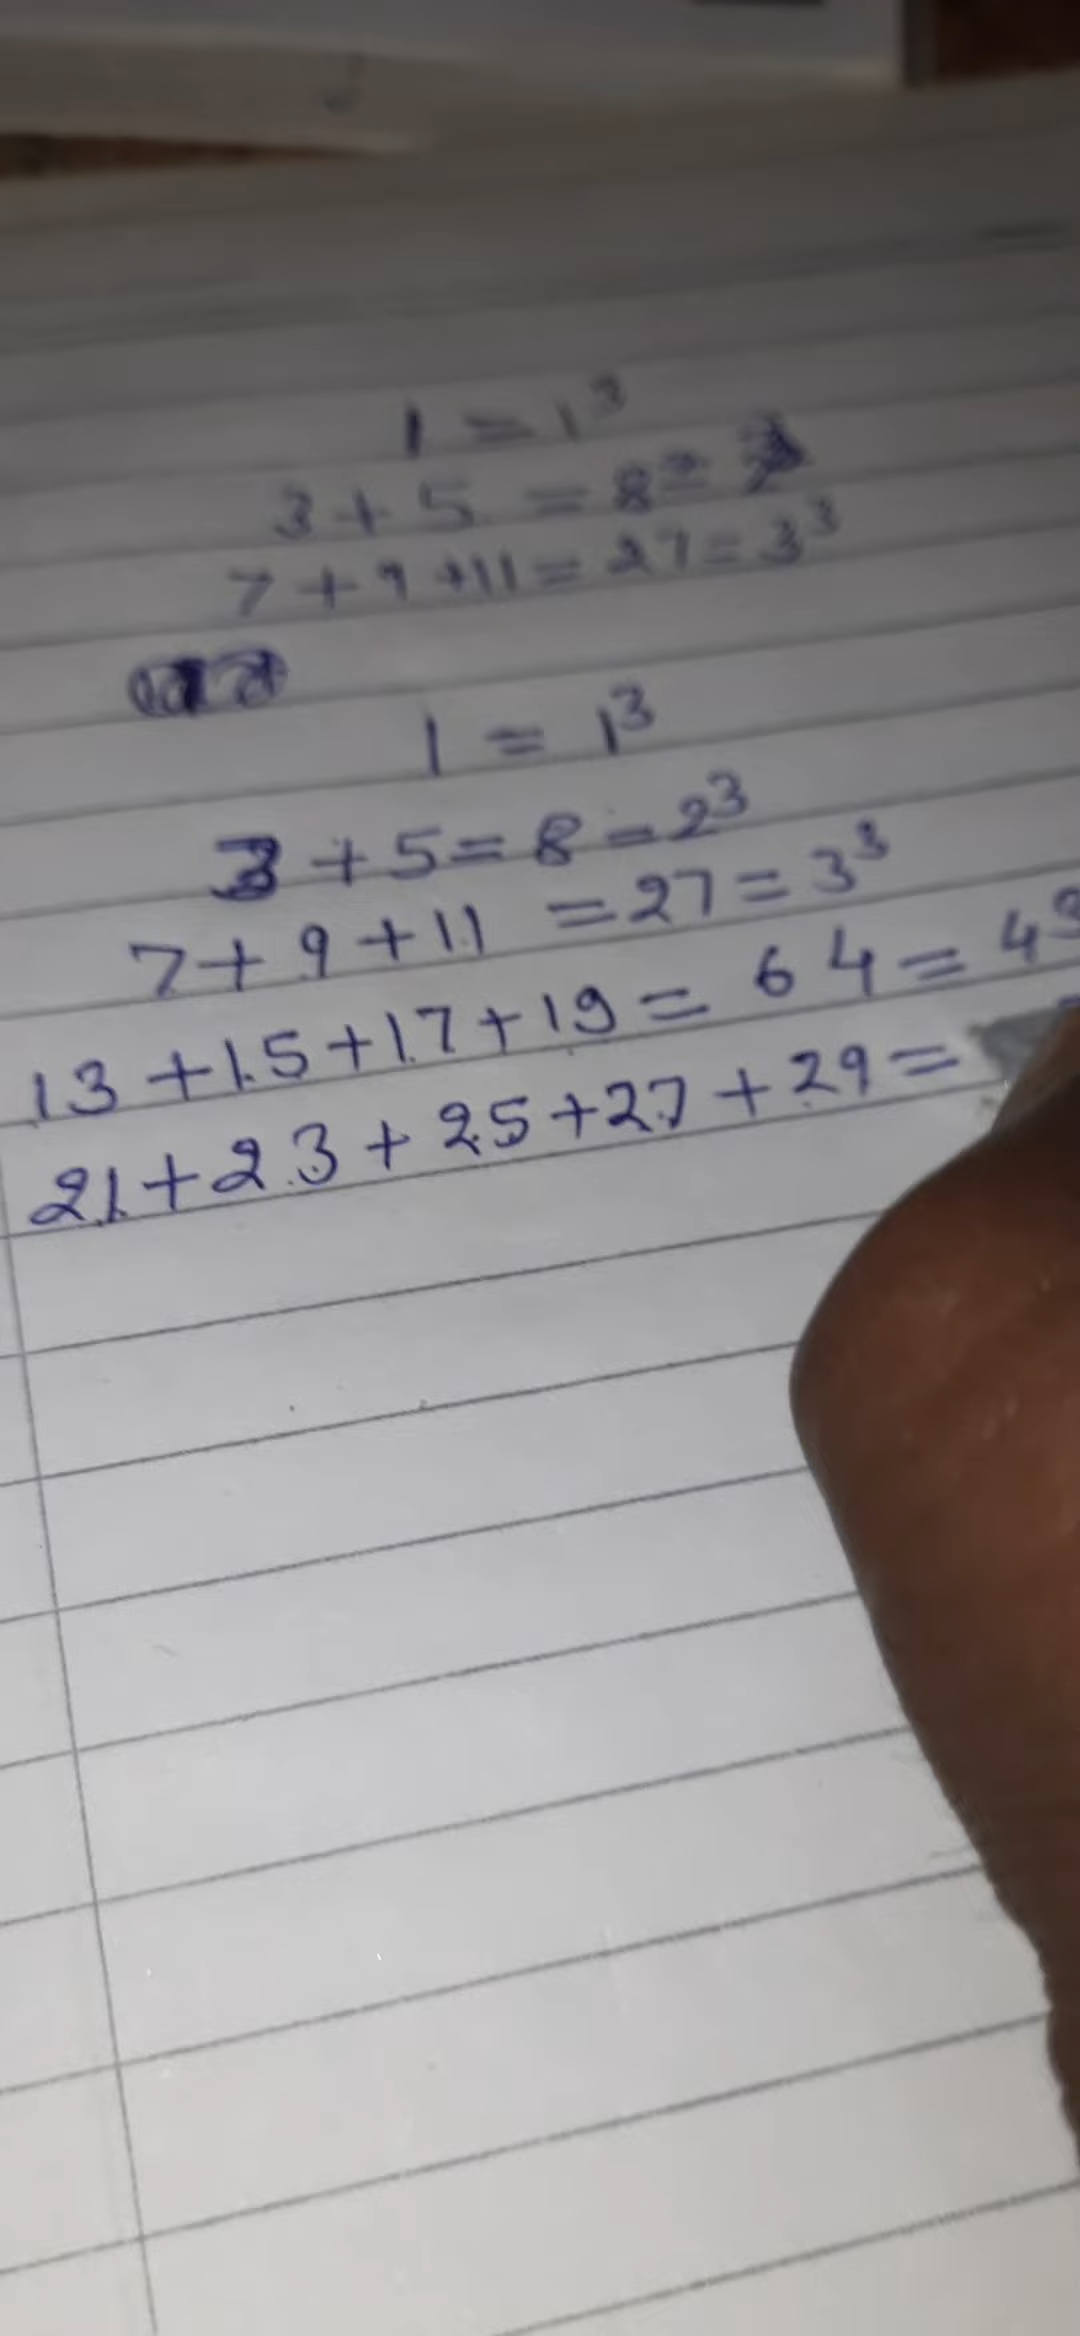 1 = 1³
3 + 5 = 8 =
7 + 9 + 11 = 27 = 3³
1 = 1³
3 + 5 = 8 = 2³
7 + 9 + 11 = 27 = 3³
13 + 15 + 17 + 19 = 64 = 4³
21 + 23 + 25 + 27 + 29 =